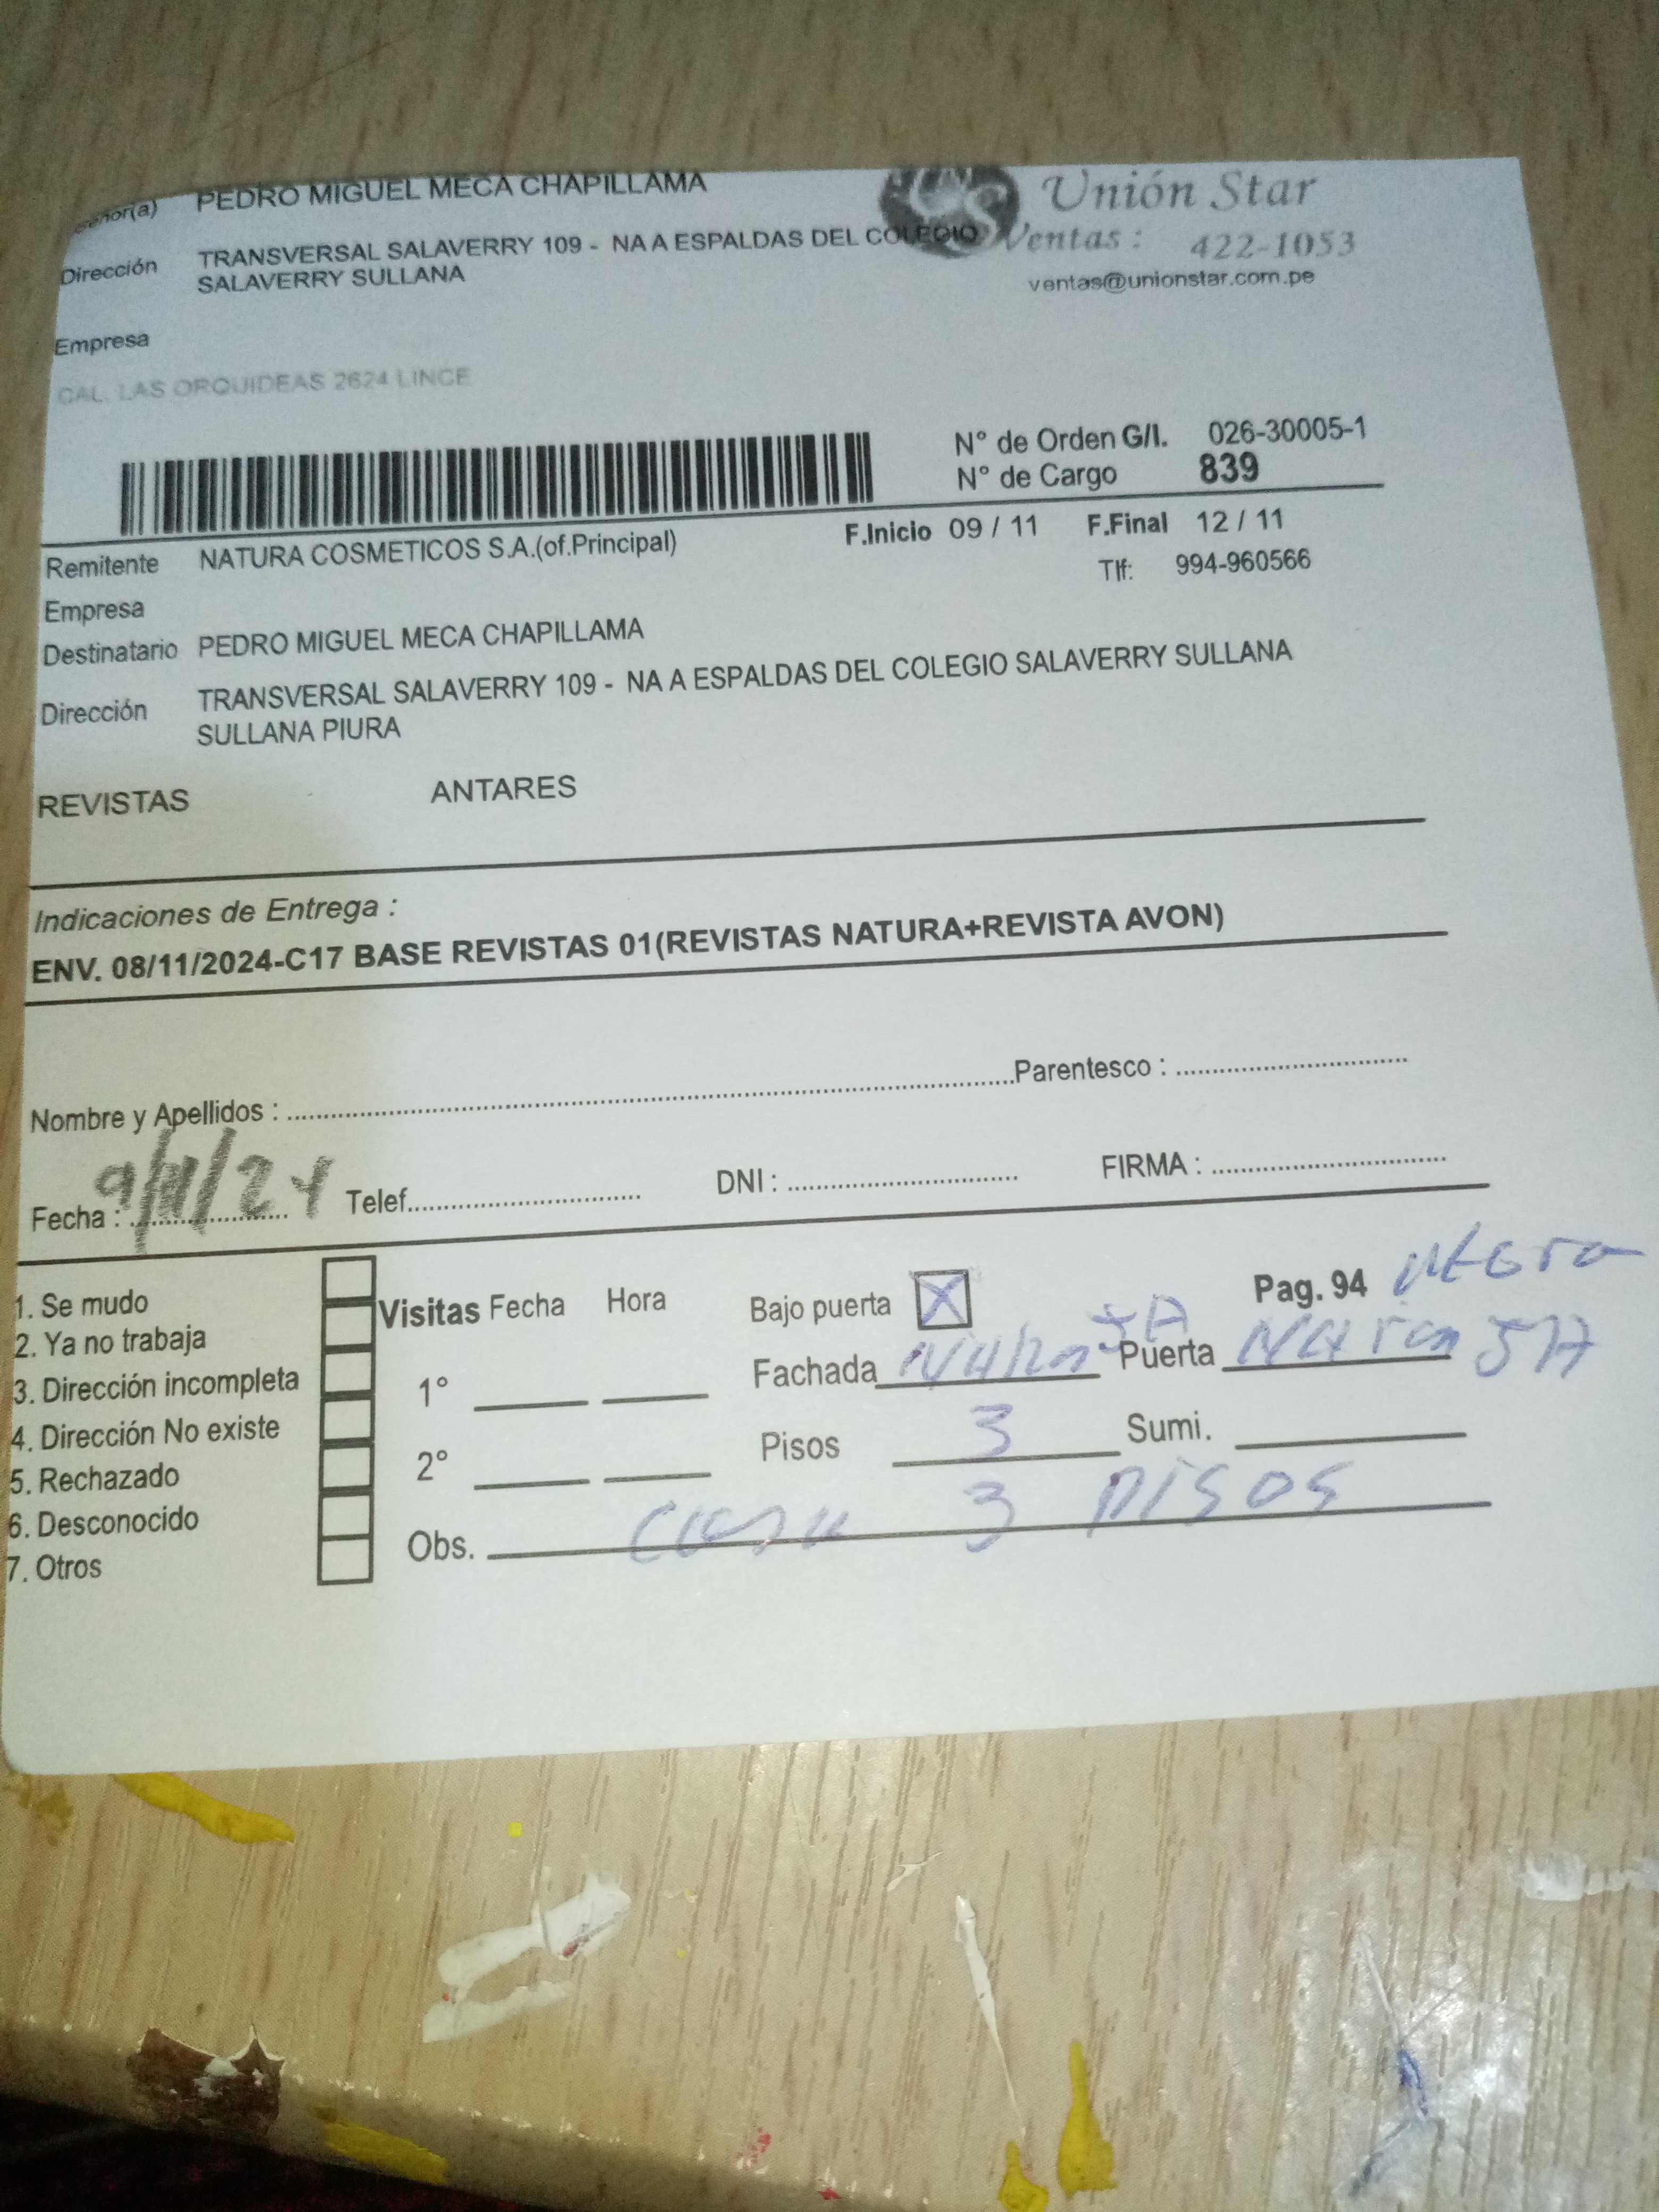 Señor(a) PEDRO MIGUEL MECA CHAPILLAMA
Unión Star
Dirección TRANSVERSAL SALAVERRY 109 - NA A ESPALDAS DEL COLEGIO
SALAVERRY SULLANA
Ventas : 422-1053
ventas@unionstar.com.pe
Empresa
CAL. LAS ORQUIDEAS 2624 LINCE
N° de Orden G/I. 026-30005-1
N° de Cargo 839
F.Inicio 09 / 11 F.Final 12 / 11
Remitente NATURA COSMETICOS S.A.(of.Principal)
Tlf: 994-960566
Empresa
Destinatario PEDRO MIGUEL MECA CHAPILLAMA
Dirección TRANSVERSAL SALAVERRY 109 - NA A ESPALDAS DEL COLEGIO SALAVERRY SULLANA
SULLANA PIURA
REVISTAS ANTARES
Indicaciones de Entrega :
ENV. 08/11/2024-C17 BASE REVISTAS 01(REVISTAS NATURA+REVISTA AVON)
Nombre y Apellidos : Parentesco :
Fecha : 9/11/24 Telef. DNI : FIRMA :
1. Se mudo
2. Ya no trabaja
3. Dirección incompleta
4. Dirección No existe
5. Rechazado
6. Desconocido
7. Otros
Visitas Fecha Hora
1°
2°
Bajo puerta X Pag. 94
Fachada Puerta
Pisos 3 Sumi.
Obs. casa 3 pisos